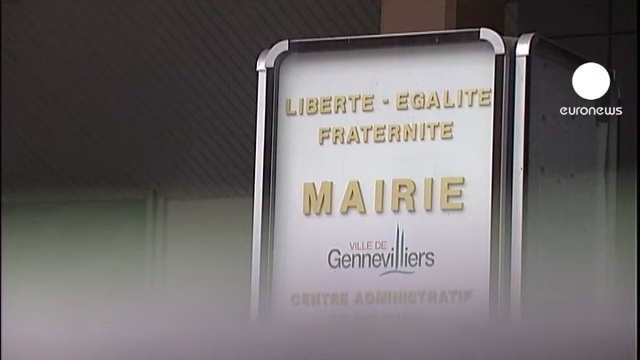 LIBERTE - EGALITE
FRATERNITE
MAIRIE
VILLE DE
Gennevilliers
CENTRE ADMINISTRATIF
euronews